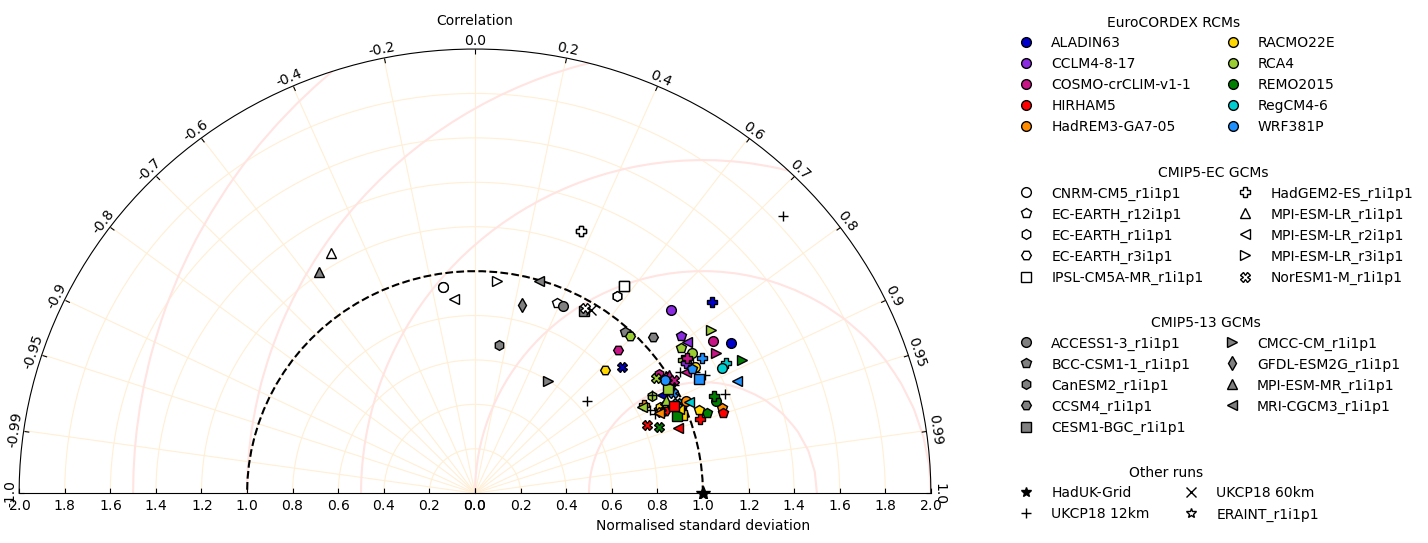 Correlation
0.0
-0.2
0.2
-0.4
0.4
-0.6
0.6
-0.7
0.7
-0.8
0.8
-0.9
0.9
-0.95
0.95
-0.99
0.99
1.0
1.0
2.0 1.8 1.6 1.4 1.2 1.0 0.8 0.6 0.4 0.2 0.0 0.2 0.4 0.6 0.8 1.0 1.2 1.4 1.6 1.8 2.0
Normalised standard deviation
EuroCORDEX RCMs
ALADIN63
CCLM4-8-17
COSMO-crCLIM-v1-1
HIRHAM5
HadREM3-GA7-05
RACMO22E
RCA4
REMO2015
RegCM4-6
WRF381P
CMIP5-EC GCMs
CNRM-CM5_r1i1p1
EC-EARTH_r12i1p1
EC-EARTH_r1i1p1
EC-EARTH_r3i1p1
IPSL-CM5A-MR_r1i1p1
HadGEM2-ES_r1i1p1
MPI-ESM-LR_r1i1p1
MPI-ESM-LR_r2i1p1
MPI-ESM-LR_r3i1p1
NorESM1-M_r1i1p1
CMIP5-13 GCMs
ACCESS1-3_r1i1p1
BCC-CSM1-1_r1i1p1
CanESM2_r1i1p1
CCSM4_r1i1p1
CESM1-BGC_r1i1p1
CMCC-CM_r1i1p1
GFDL-ESM2G_r1i1p1
MPI-ESM-MR_r1i1p1
MRI-CGCM3_r1i1p1
Other runs
HadUK-Grid
UKCP18 12km
UKCP18 60km
ERAINT_r1i1p1